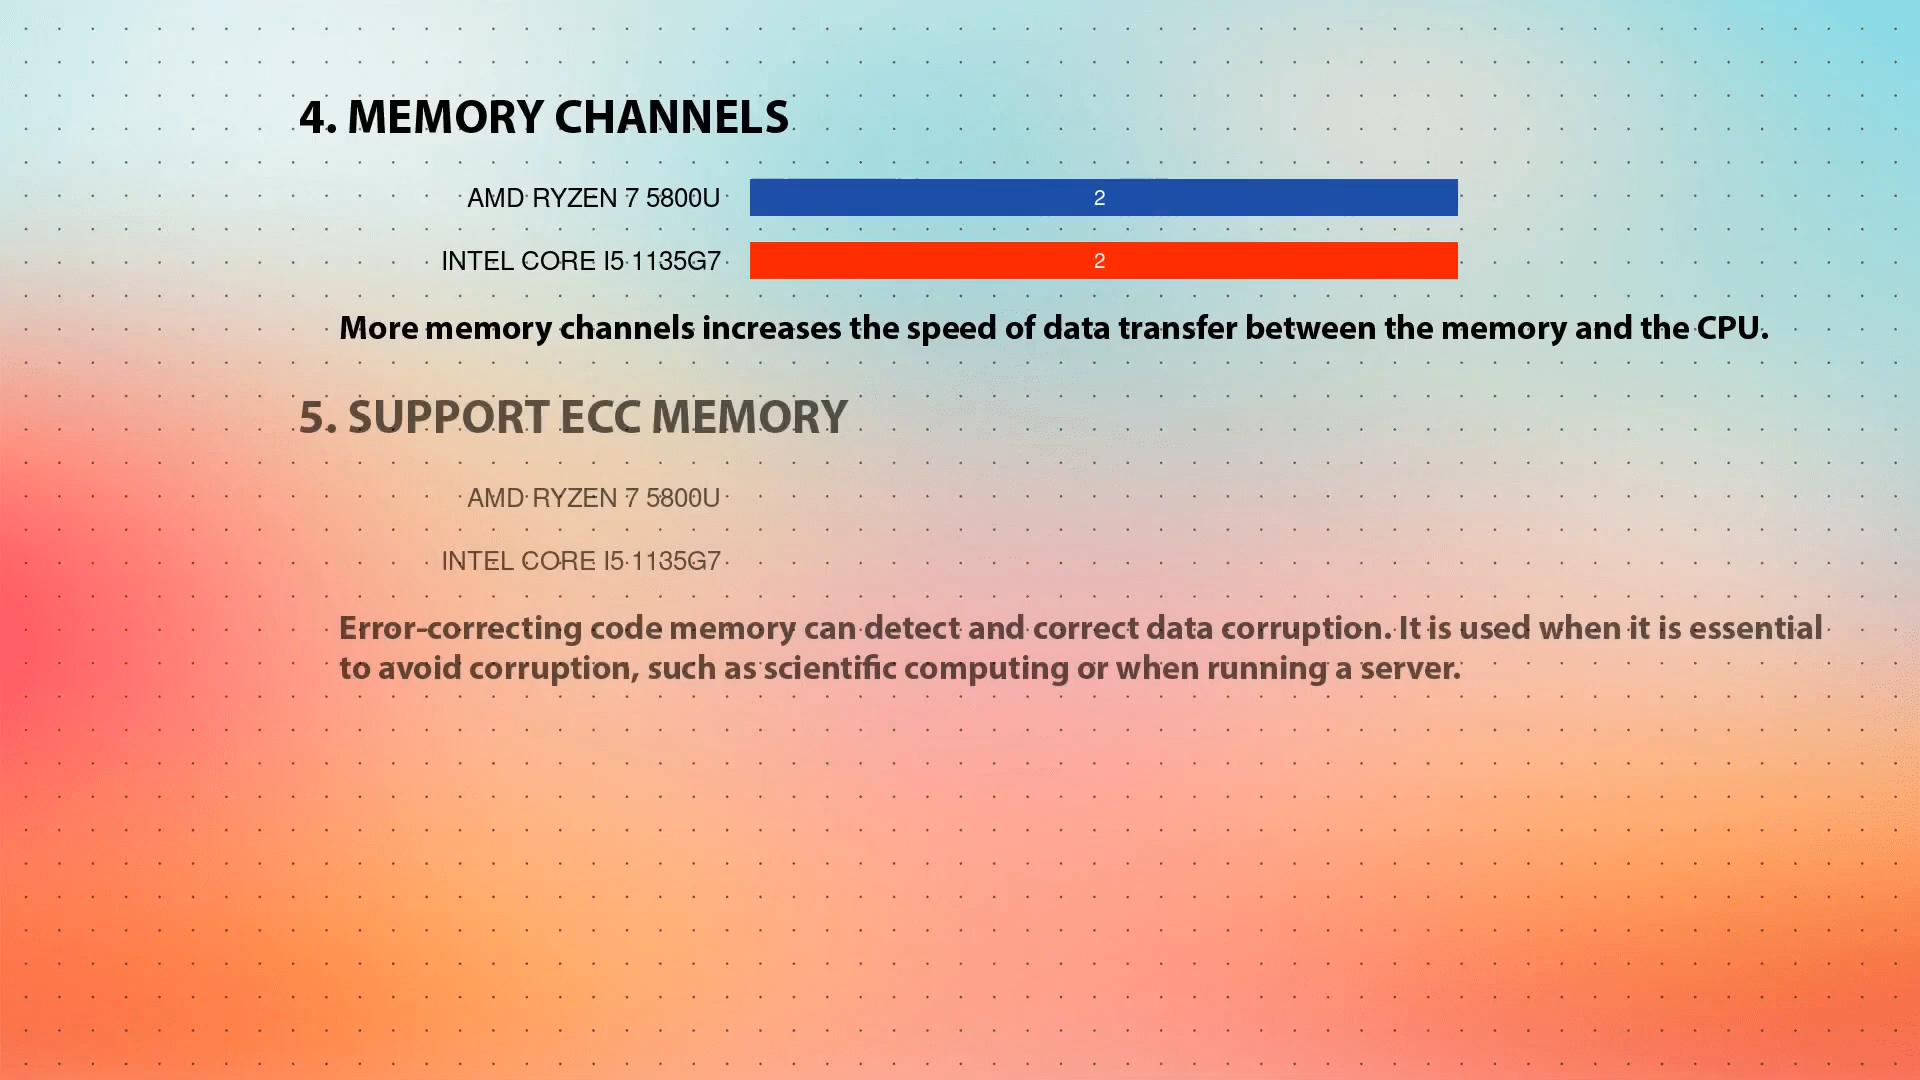 4. MEMORY CHANNELS
AMD RYZEN 7 5800U
2
INTEL CORE I5 1135G7
2
More memory channels increases the speed of data transfer between the memory and the CPU.
5. SUPPORT ECC MEMORY
AMD RYZEN 7 5800U
INTEL CORE I5 1135G7
Error-correcting code memory can detect and correct data corruption. It is used when it is essential
to avoid corruption, such as scientific computing or when running a server.